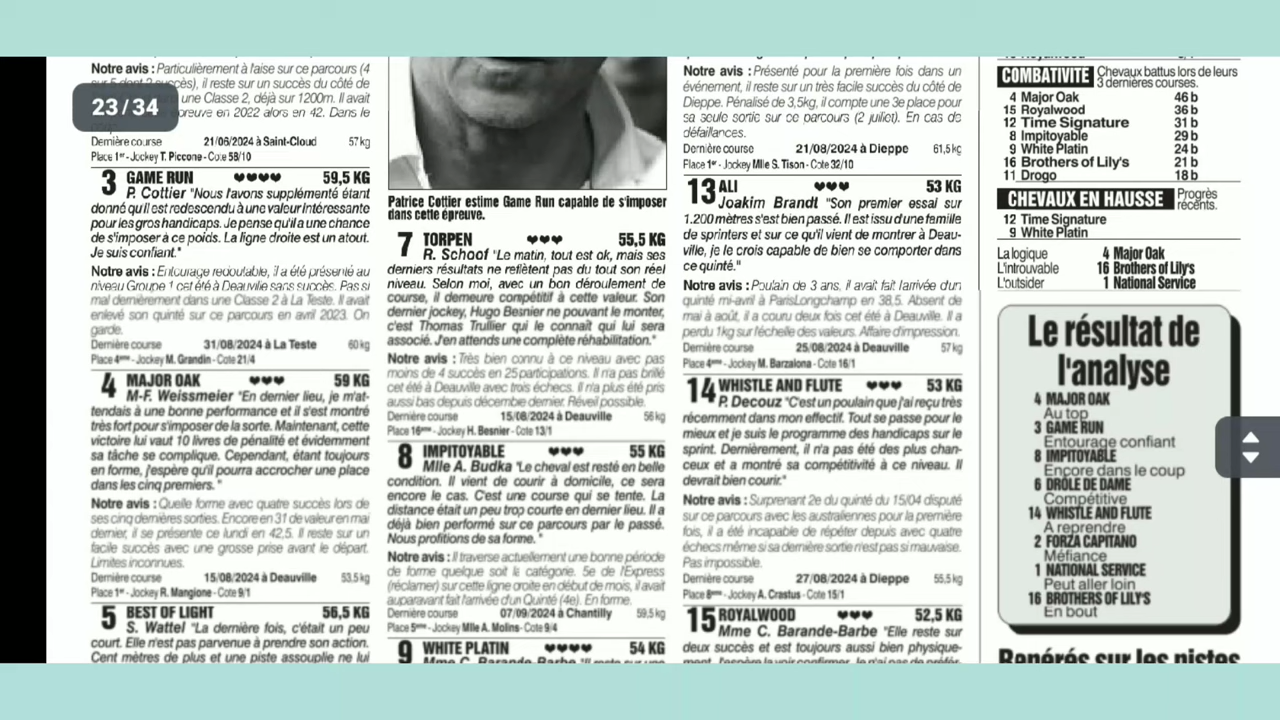 Notre avis : Particulièrement à l'aise sur ce parcours (4
sur 5 dont 2 succès), il reste sur un succès du côté de
une Classe 2, déjà sur 1200m. Il avait
en 2022 alors en 42. Dans le
23 / 34
Dernière course 21/06/2024 à Saint-Cloud 57 kg
Place 1er - Jockey T. Piccone - Cote 58/10
3 GAME RUN ♥♥♥♥ 59,5 KG
P. Cottier "Nous l'avons supplémenté étant
donné qu'il est redescendu à une valeur intéressante
pour les gros handicaps. Je pense qu'il a une chance
de s'imposer à ce poids. La ligne droite est un atout.
Je suis confiant."
Notre avis : Entourage redoutable, il a été présenté au
niveau Groupe 1 cet été à Deauville sans succès. Pas si
mal dernièrement dans une Classe 2 à La Teste. Il avait
enlevé son quinté sur ce parcours en avril 2023. On
garde.
Dernière course 31/08/2024 à La Teste 60 kg
Place 4ème - Jockey M. Grandin - Cote 21/4
4 MAJOR OAK ♥♥♥ 59 KG
M-F. Weissmeier "En dernier lieu, je m'at-
tendais à une bonne performance et il s'est montré
très fort pour s'imposer de la sorte. Maintenant, cette
victoire lui vaut 10 livres de pénalité et évidemment
sa tâche se complique. Cependant, étant toujours
en forme, j'espère qu'il pourra accrocher une place
dans les cinq premiers. "
Notre avis : Quelle forme avec quatre succès lors de
ses cinq dernières sorties. Encore en 31 de valeur en mai
dernier, il se présente ce lundi en 42,5. Il reste sur un
facile succès avec une grosse prise avant le départ.
Limites inconnues.
Dernière course 15/08/2024 à Deauville 53,5 kg
Place 1er - Jockey R. Mangione - Cote 9/1
5 BEST OF LIGHT 56,5 KG
S. Wattel "La dernière fois, c'était un peu
court. Elle n'est pas parvenue à prendre son action.
Cent mètres de plus et une piste assouplie ne lui
Patrice Cottier estime Game Run capable de s'imposer
dans cette épreuve.
7 TORPEN ♥♥♥ 55,5 KG
R. Schoof "Le matin, tout est ok, mais ses
derniers résultats ne reflètent pas du tout son réel
niveau. Selon moi, avec un bon déroulement de
course, il demeure compétitif à cette valeur. Son
dernier jockey, Hugo Besnier ne pouvant le monter,
c'est Thomas Trullier qui le connaît qui lui sera
associé. J'en attends une complète réhabilitation."
Notre avis : Très bien connu à ce niveau avec pas
moins de 4 succès en 25 participations. Il n'a pas brillé
cet été à Deauville avec trois échecs. Il n'a plus été pris
aussi bas depuis décembre dernier. Réveil possible.
Dernière course 15/08/2024 à Deauville 56 kg
Place 16ème - Jockey H. Besnier - Cote 13/1
8 IMPITOYABLE ♥♥♥ 55 KG
Mlle A. Budka "Le cheval est resté en belle
condition. Il vient de courir à domicile, ce sera
encore le cas. C'est une course qui se tente. La
distance était un peu trop courte en dernier lieu. Il a
déjà bien performé sur ce parcours par le passé.
Nous profitions de sa forme. "
Notre avis : Il traverse actuellement une bonne période
de forme quelque soit la catégorie. 5e de l'Express
(réclamer) sur cette ligne droite en début de mois, il avait
auparavant fait l'arrivée d'un Quinté (4e). En forme.
Dernière course 07/09/2024 à Chantilly 59,5 kg
Place 5ème - Jockey Mlle A. Molins - Cote 9/4
9 WHITE PLATIN ♥♥♥♥ 54 KG
Mme C. Barande-Barbe "Il reste sur une
Notre avis : Présenté pour la première fois dans un
événement, il reste sur un très facile succès du côté de
Dieppe. Pénalisé de 3,5kg, il compte une 3e place pour
sa seule sortie sur ce parcours (2 juillet). En cas de
défaillances.
Dernière course 21/08/2024 à Dieppe 61,5 kg
Place 1er - Jockey Mlle S. Tison - Cote 32/10
13 ALI ♥♥♥ 53 KG
Joakim Brandt "Son premier essai sur
1.200 mètres s'est bien passé. Il est issu d'une famille
de sprinters et sur ce qu'il vient de montrer à Deau-
ville, je le crois capable de bien se comporter dans
ce quinté."
Notre avis : Poulain de 3 ans, il avait fait l'arrivée d'un
quinté mi-avril à ParisLongchamp en 38,5. Absent de
mai à août, il a couru deux fois cet été à Deauville. Il a
perdu 1kg sur l'échelle des valeurs. Affaire d'impression.
Dernière course 25/08/2024 à Deauville 57 kg
Place 4ème - Jockey M. Barzalona - Cote 16/1
14 WHISTLE AND FLUTE ♥♥♥ 53 KG
P. Decouz "C'est un poulain que j'ai reçu très
récemment dans mon effectif. Tout se passe pour le
mieux et je suis le programme des handicaps sur le
sprint. Dernièrement, il n'a pas été des plus chan-
ceux et a montré sa compétitivité à ce niveau. Il
devrait bien courir."
Notre avis : Surprenant 2e du quinté du 15/04 disputé
sur ce parcours avec les australiennes pour la première
fois, il a été incapable de répéter depuis avec quatre
échecs même si sa dernière sortie n'est pas si mauvaise.
Pas impossible.
Dernière course 27/08/2024 à Dieppe 55,5 kg
Place 8ème - Jockey A. Crastus - Cote 15/1
15 ROYALWOOD ♥♥♥ 52,5 KG
Mme C. Barande-Barbe "Elle reste sur
deux succès et est toujours aussi bien physique-
COMBATIVITE Chevaux battus lors de leurs
3 dernières courses.
4 Major Oak 46 b
15 Royalwood 36 b
12 Time Signature 31 b
8 Impitoyable 29 b
9 White Platin 24 b
16 Brothers of Lily's 21 b
11 Drogo 18 b
CHEVAUX EN HAUSSE Progrès
récents.
12 Time Signature
9 White Platin
La logique 4 Major Oak
L'introuvable 16 Brothers of Lily's
L'outsider 1 National Service
Le résultat de
l'analyse
4 MAJOR OAK
Au top
3 GAME RUN
Entourage confiant
8 IMPITOYABLE
Encore dans le coup
6 DRÔLE DE DAME
Compétitive
14 WHISTLE AND FLUTE
A reprendre
2 FORZA CAPITANO
Méfiance
1 NATIONAL SERVICE
Peut aller loin
16 BROTHERS OF LILY'S
En bout
Repérés sur les pistes